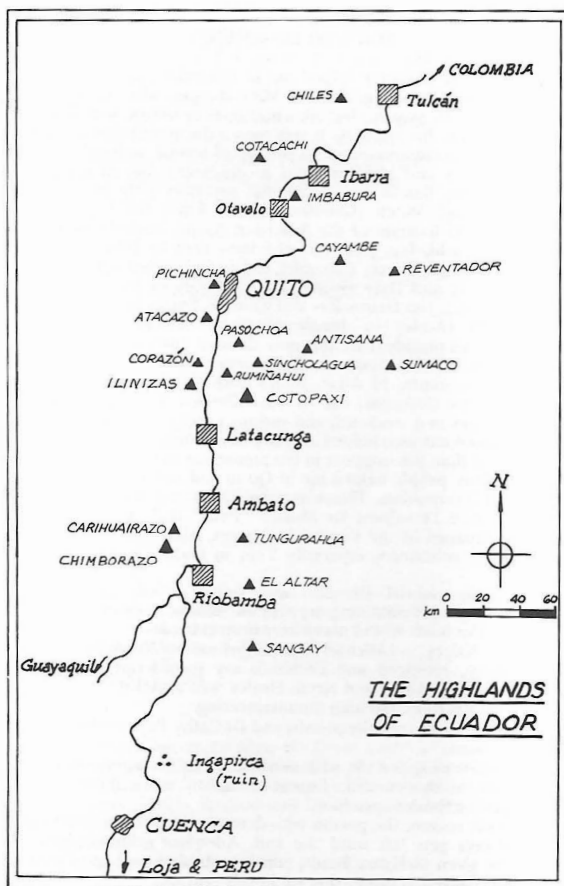 COLOMBIA
CHILES
Tulcán
COTACACHI
Ibarra
IMBABURA
Otavalo
CAYAMBE
REVENTADOR
PICHINCHA
QUITO
ATACAZO
PASOCHOA
ANTISANA
CORAZÓN
SINCHOLAGUA
SUMACO
RUMIÑAHUI
ILINIZAS
COTOPAXI
Latacunga
N
Ambato
CARIHUAIRAZO
TUNGURAHUA
CHIMBORAZO
EL ALTAR
Riobamba
0 20 40 60
km
Guayaquil
SANGAY
THE HIGHLANDS
OF ECUADOR
Ingapirca
(ruin)
CUENCA
Loja & PERU